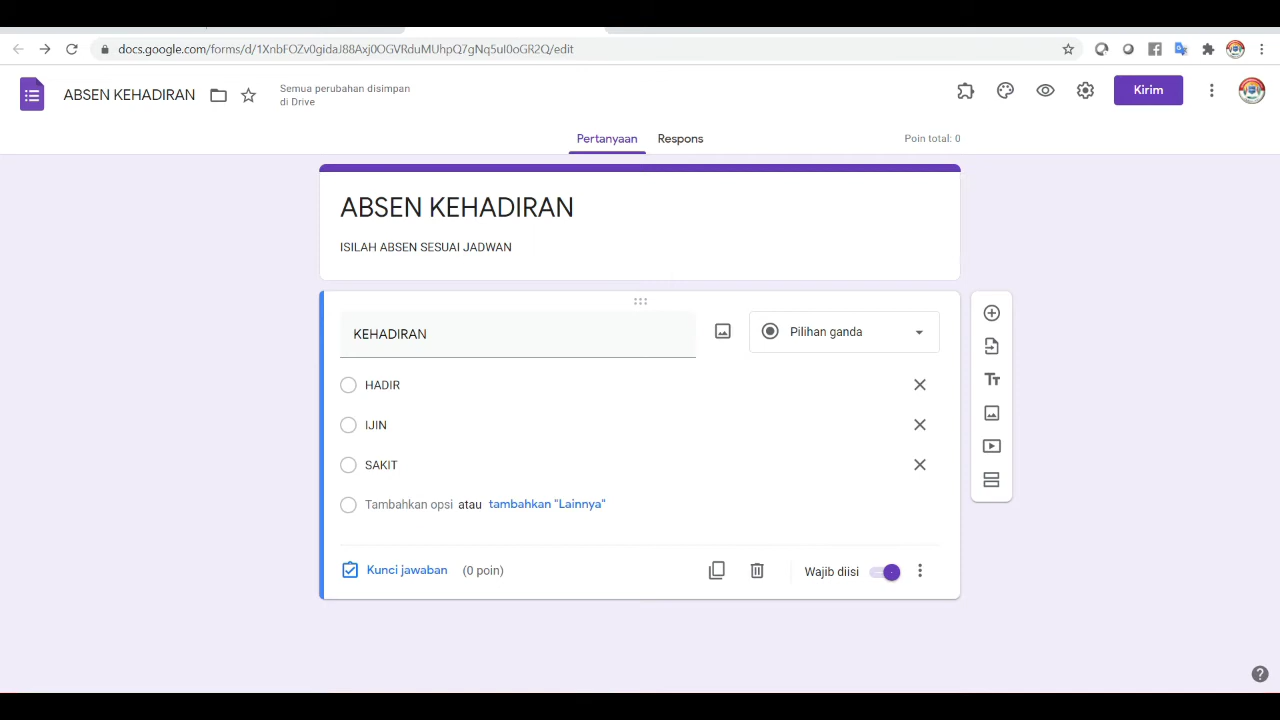 docs.google.com/forms/d/1XnbFOZv0gidaJ88Axj0OGVRduMUhpQ7gNq5uI0oGR2Q/edit
ABSEN KEHADIRAN
Semua perubahan disimpan
di Drive
Kirim
Pertanyaan
Respons
Poin total: 0
ABSEN KEHADIRAN
ISILAH ABSEN SESUAI JADWAN
KEHADIRAN
Pilihan ganda
HADIR
IJIN
SAKIT
Tambahkan opsi atau tambahkan "Lainnya"
Kunci jawaban (0 poin)
Wajib diisi